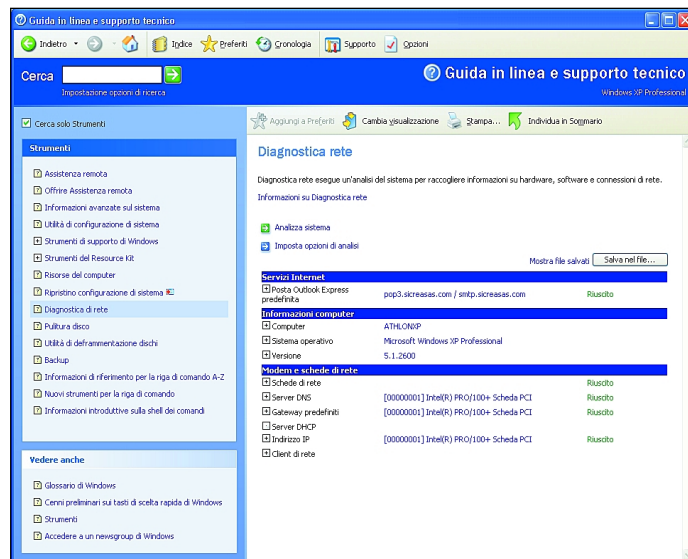 Guida in linea e supporto tecnico
Indietro
Indice
Preferiti
Cronologia
Supporto
Opzioni
Cerca
Impostazione opzioni di ricerca
Guida in linea e supporto tecnico
Windows XP Professional
Cerca solo Strumenti
Aggiungi a Preferiti
Cambia visualizzazione
Stampa...
Individua in Sommario
Strumenti
Assistenza remota
Offrire Assistenza remota
Informazioni avanzate sul sistema
Utilità di configurazione di sistema
Strumenti di supporto di Windows
Strumenti del Resource Kit
Risorse del computer
Ripristino configurazione di sistema
Diagnostica di rete
Pulitura disco
Utilità di deframmentazione dischi
Backup
Informazioni di riferimento per la riga di comando A-Z
Nuovi strumenti per la riga di comando
Informazioni introduttive sulla shell dei comandi
Vedere anche
Glossario di Windows
Cenni preliminari sui tasti di scelta rapida di Windows
Strumenti
Accedere a un newsgroup di Windows
Diagnostica rete
Diagnostica rete esegue un'analisi del sistema per raccogliere informazioni su hardware, software e connessioni di rete.
Informazioni su Diagnostica rete
Analizza sistema
Imposta opzioni di analisi
Mostra file salvati
Salva nel file...
Servizi Internet
Posta Outlook Express pop3.sicreasas.com / smtp.sicreasas.com Riuscito
predefinita
Informazioni computer
Computer ATHLONXP
Sistema operativo Microsoft Windows XP Professional
Versione 5.1.2600
Modem e schede di rete
Schede di rete Riuscito
Server DNS [00000001] Intel(R) PRO/100+ Scheda PCI Riuscito
Gateway predefiniti [00000001] Intel(R) PRO/100+ Scheda PCI Riuscito
Server DHCP
Indirizzo IP [00000001] Intel(R) PRO/100+ Scheda PCI Riuscito
Client di rete